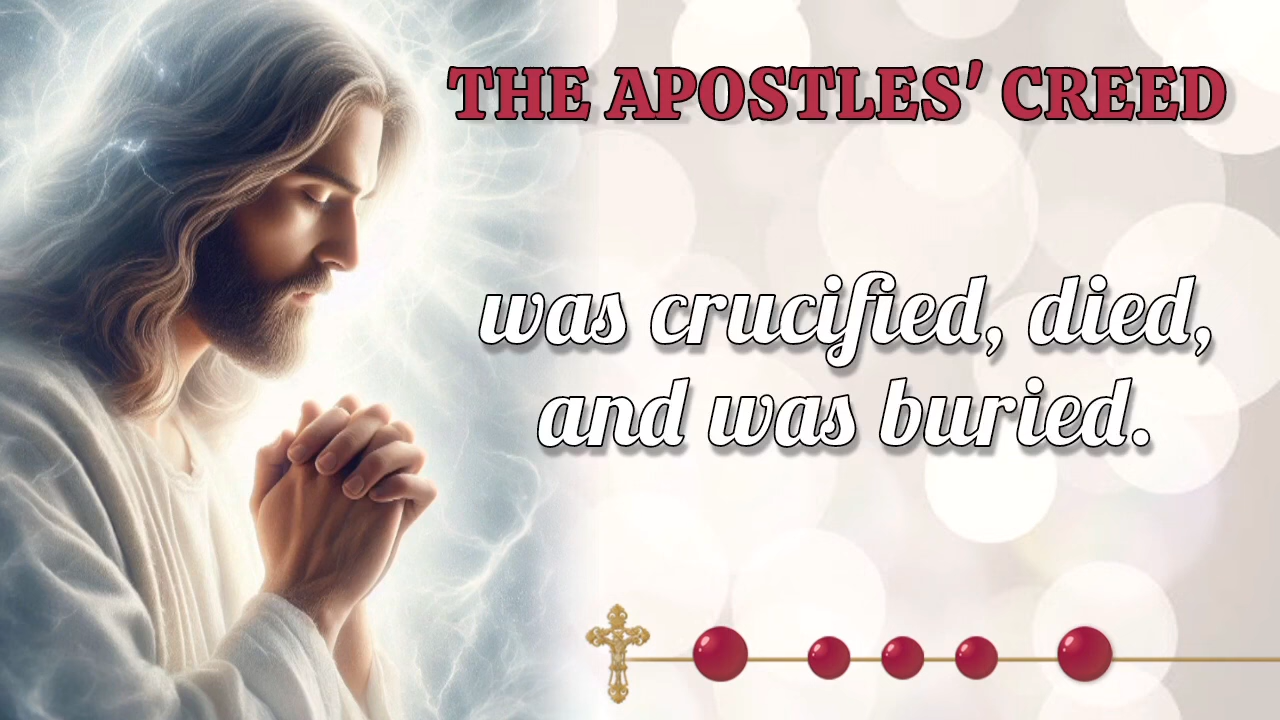 THE APOSTLES' CREED
was crucified, died,
and was buried.